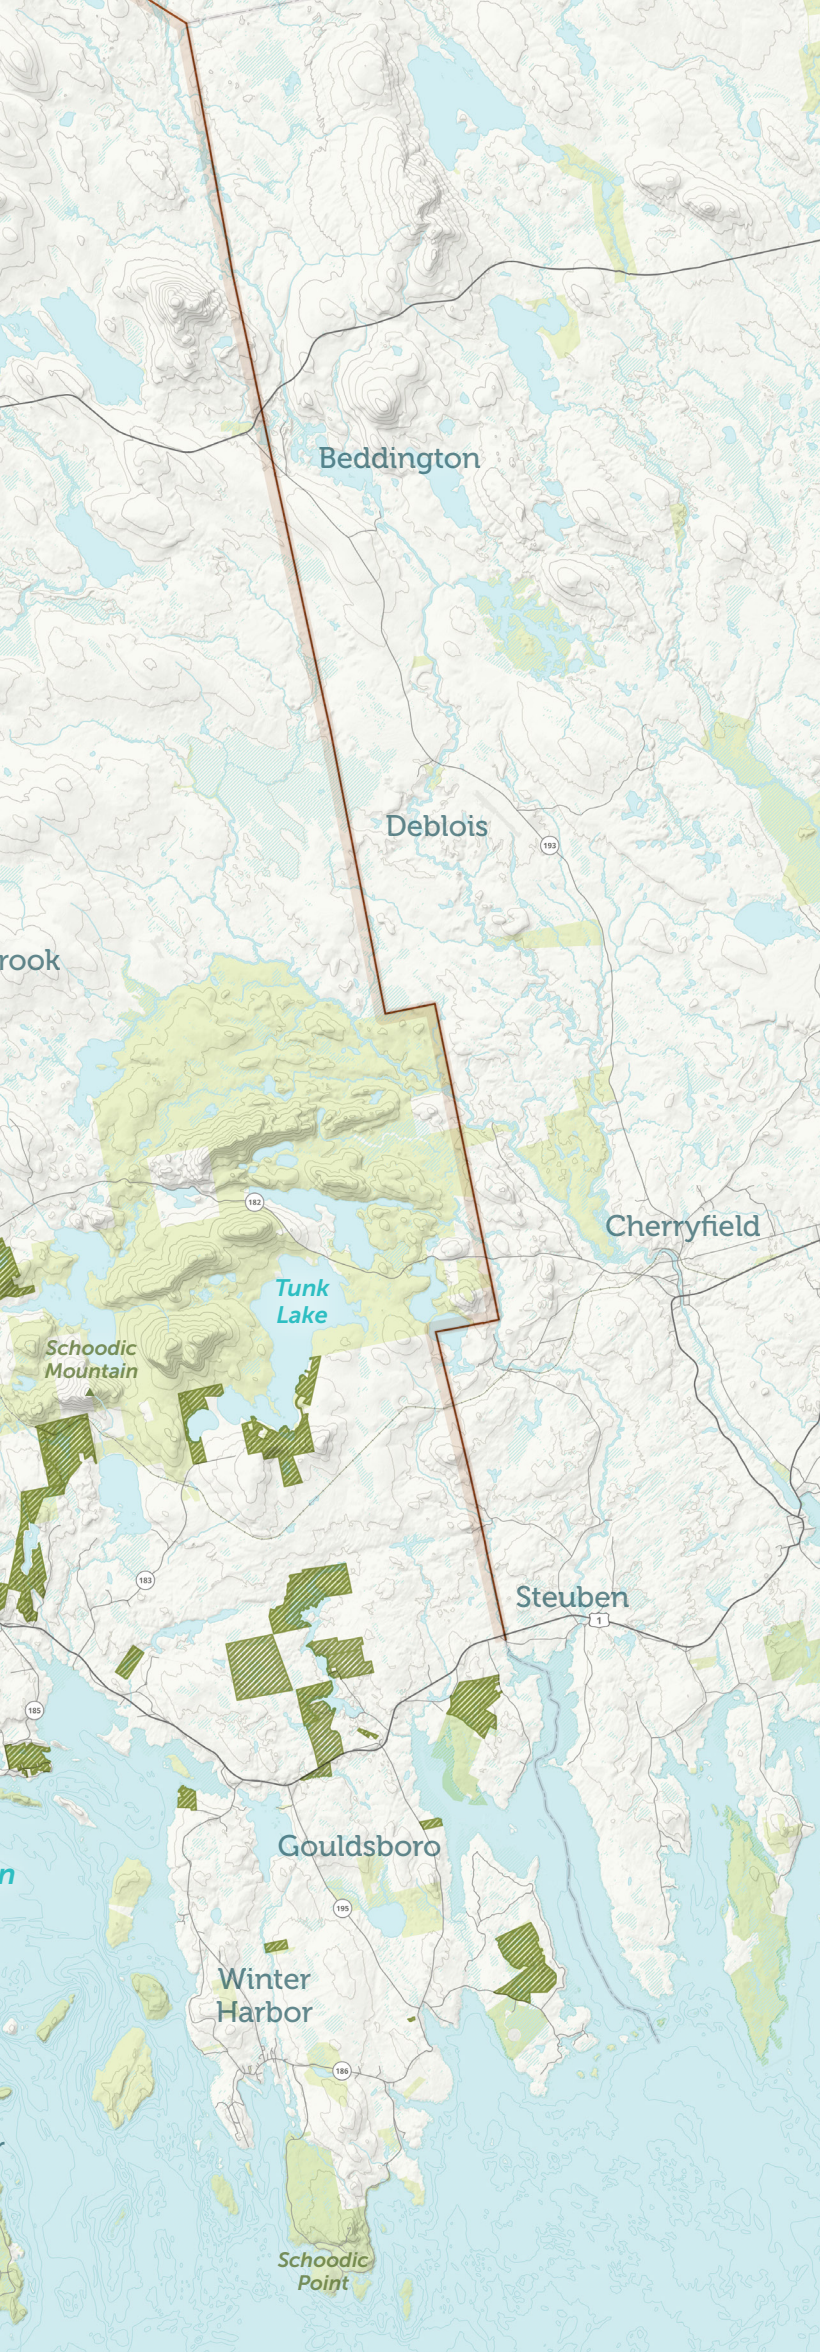 Beddington
Deblois
193
rook
Cherryfield
182
Tunk
Lake
Schoodic
Mountain
183
Steuben
1
185
Gouldsboro
n
195
Winter
Harbor
186
Schoodic
Point